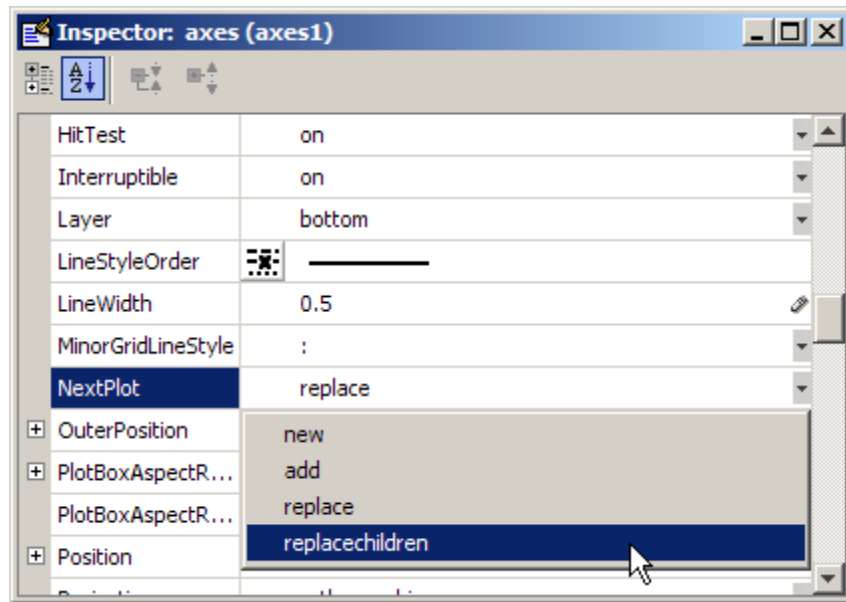 Inspector: axes (axes1)
HitTest on
Interruptible on
Layer bottom
LineStyleOrder
LineWidth 0.5
MinorGridLineStyle :
NextPlot replace
OuterPosition
new
add
PlotBoxAspectR...
replace
PlotBoxAspectR...
replacechildren
Position